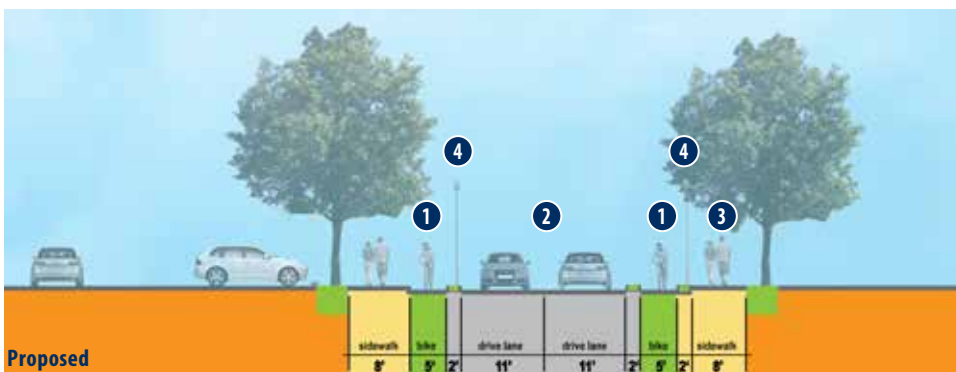 4 4
1 2 1 3
sidewalk bike drive lane drive lane bike sidewalk
Proposed 8' 5' 2' 11' 11' 2' 5' 2' 8'